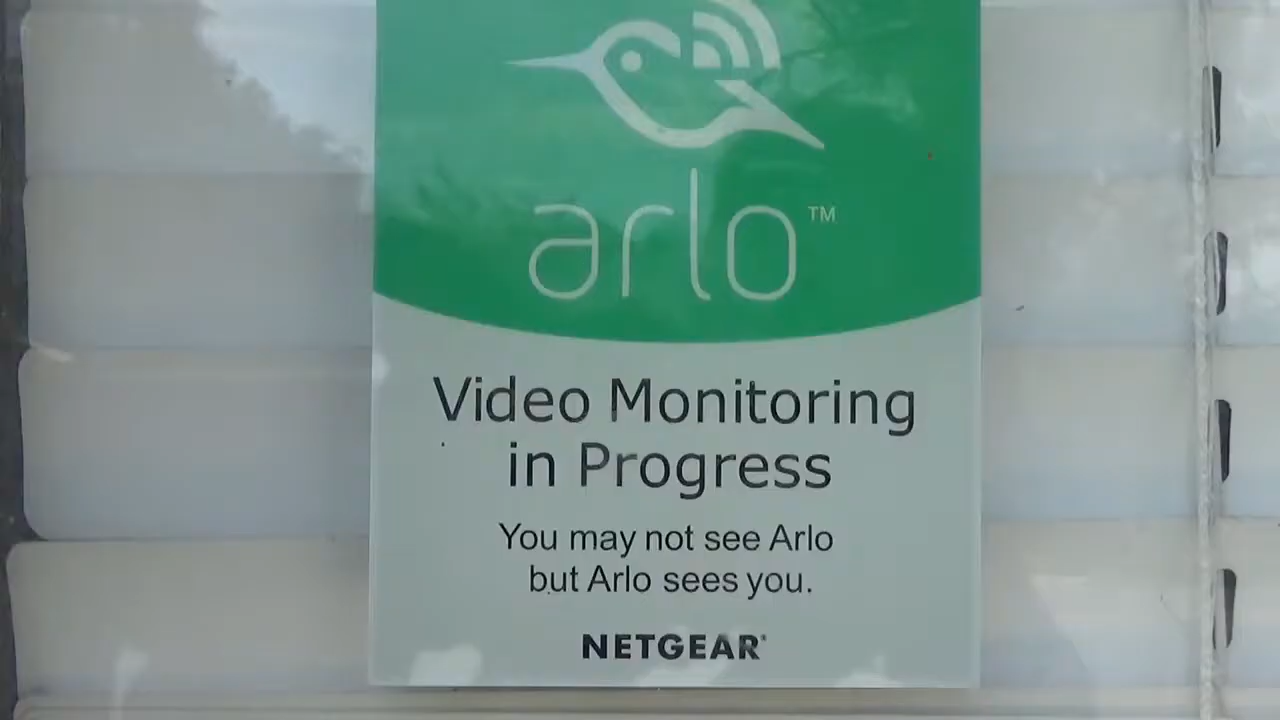 arlo™
Video Monitoring
in Progress
You may not see Arlo
but Arlo sees you.
NETGEAR®